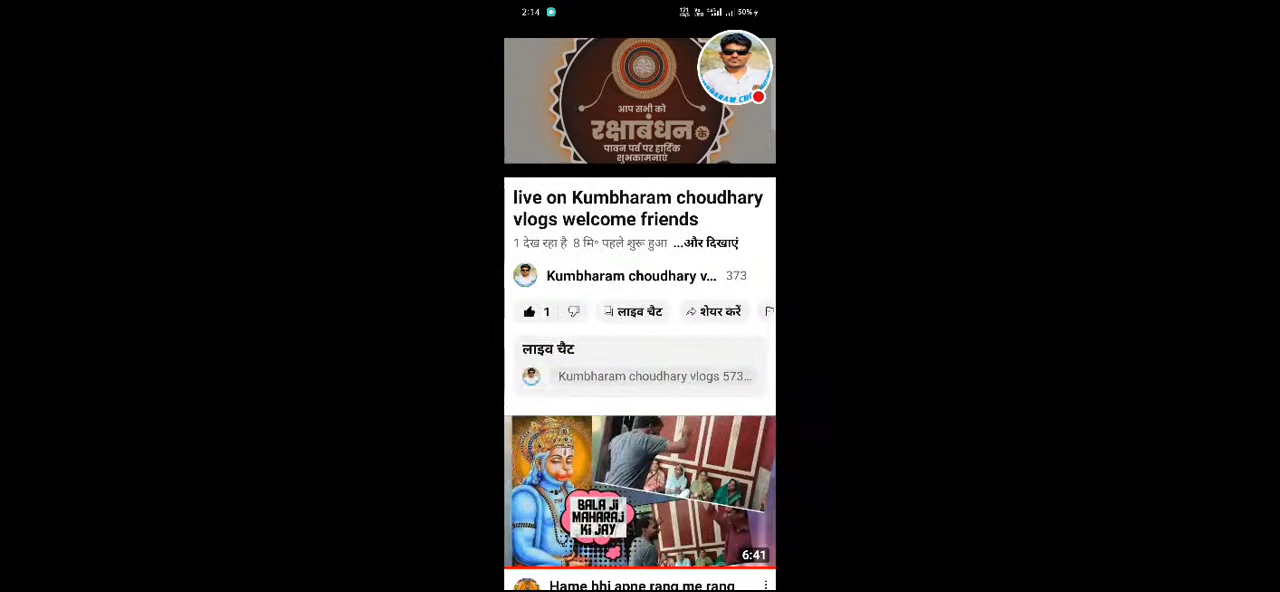 2:14
50%
आप सभी को
रक्षाबंधन के
पावन पर्व पर हार्दिक
शुभकामनाएं
live on Kumbharam choudhary
vlogs welcome friends
1 देख रहा है 8 मि॰ पहले शुरू हुआ ...और दिखाएं
Kumbharam choudhary v... 373
1 लाइव चैट शेयर करें
लाइव चैट
Kumbharam choudhary vlogs 573...
BALA JI
MAHARAJ
KI JAY
6:41
Hame bhi apne rang me rang